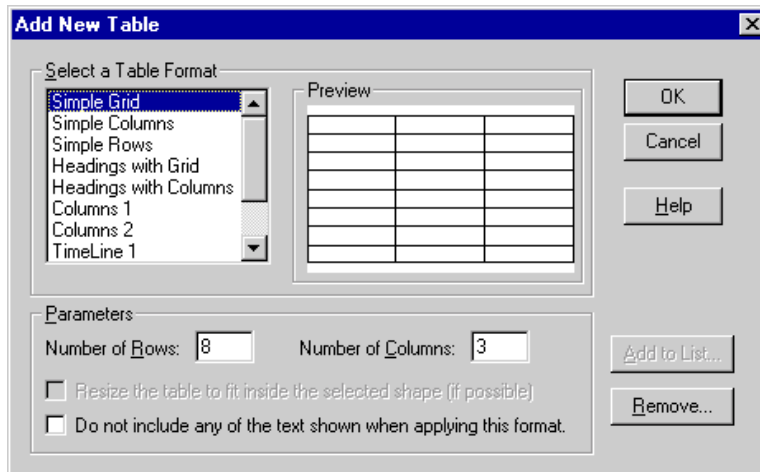 Add New Table
Select a Table Format
Simple Grid
Simple Columns
Simple Rows
Headings with Grid
Headings with Columns
Columns 1
Columns 2
TimeLine 1
Preview
OK
Cancel
Help
Parameters
Number of Rows: 8 Number of Columns: 3
Resize the table to fit inside the selected shape (if possible)
Do not include any of the text shown when applying this format.
Add to List...
Remove...